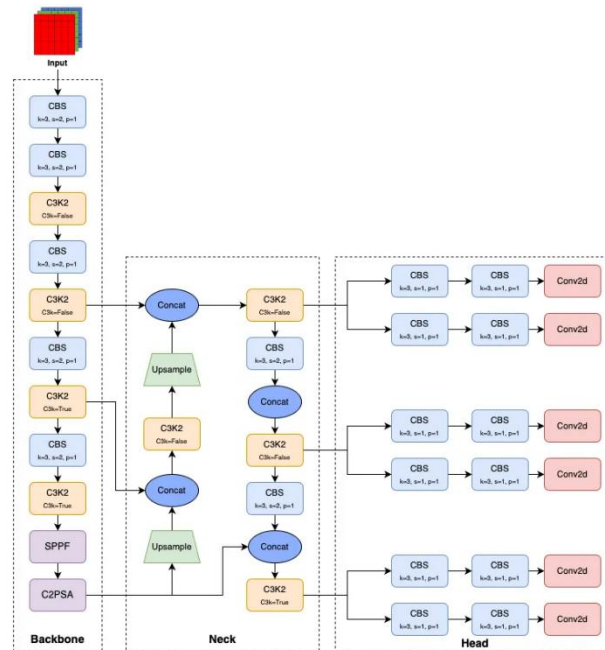 Input
CBS
k=3, s=2, p=1
CBS
k=3, s=2, p=1
C3K2
C3k=False
CBS
k=3, s=2, p=1
C3K2
C3k=False
CBS
k=3, s=2, p=1
C3K2
C3k=True
CBS
k=3, s=2, p=1
C3K2
C3k=True
SPPF
C2PSA
Backbone
Concat
Upsample
C3K2
C3k=False
Concat
Upsample
C3K2
C3k=False
CBS
k=3, s=2, p=1
Concat
C3K2
C3k=False
CBS
k=3, s=2, p=1
Concat
C3K2
C3k=True
Neck
CBS
k=3, s=1, p=1
CBS
k=3, s=1, p=1
Conv2d
CBS
k=3, s=1, p=1
CBS
k=3, s=1, p=1
Conv2d
CBS
k=3, s=1, p=1
CBS
k=3, s=1, p=1
Conv2d
CBS
k=3, s=1, p=1
CBS
k=3, s=1, p=1
Conv2d
CBS
k=3, s=1, p=1
CBS
k=3, s=1, p=1
Conv2d
CBS
k=3, s=1, p=1
CBS
k=3, s=1, p=1
Conv2d
Head